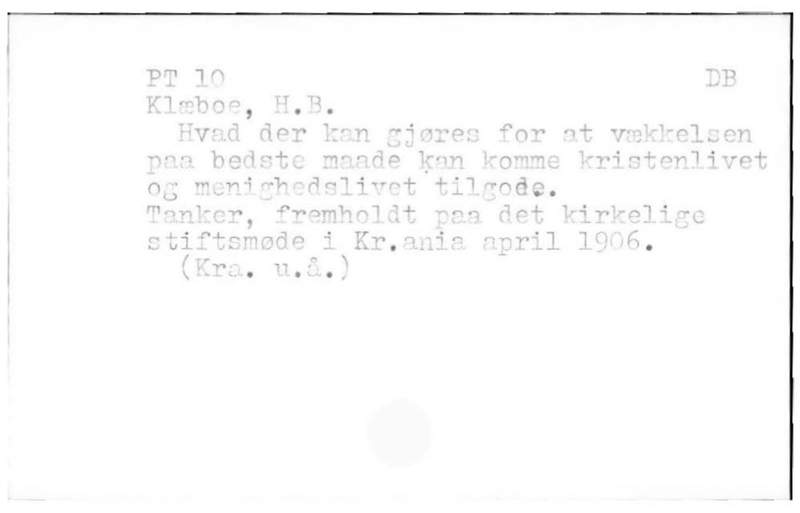 PT 10 DB
Klæboe, H.B.
Hvad der kan gjøres for at vækkelsen
paa bedste maade kan komme kristenlivet
og menighedslivet tilgode.
Tanker, fremholdt paa det kirkelige
stiftsmøde i Kr.ania april 1906.
(Kra. u.å.)